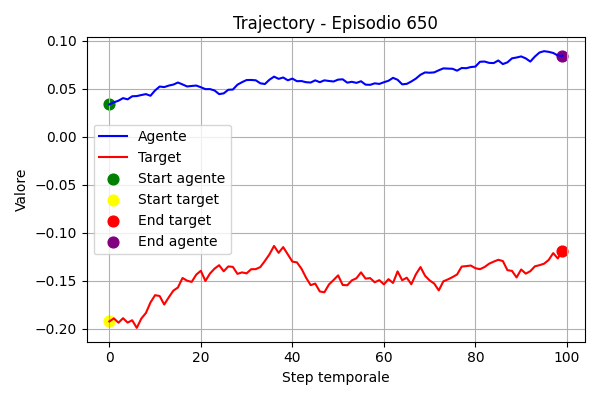 Trajectory - Episodio 650
Valore
0.10
0.05
0.00
−0.05
−0.10
−0.15
−0.20
Agente
Target
Start agente
Start target
End target
End agente
0
20
40
60
80
100
Step temporale